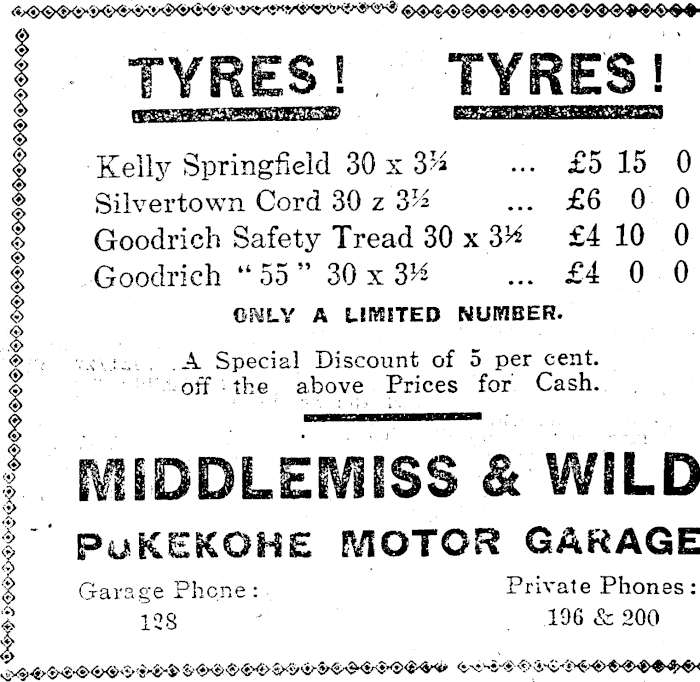 TYRES! TYRES!
Kelly Springfield 30 x 3½ ... £5 15 0
Silvertown Cord 30 z 3½ ... £6 0 0
Goodrich Safety Tread 30 x 3½ £4 10 0
Goodrich "55" 30 x 3½ ... £4 0 0
ONLY A LIMITED NUMBER.
A Special Discount of 5 per cent.
off the above Prices for Cash.
MIDDLEMISS & WILD
PUKEKOHE MOTOR GARAGE
Garage Phone: Private Phones:
128 196 & 200